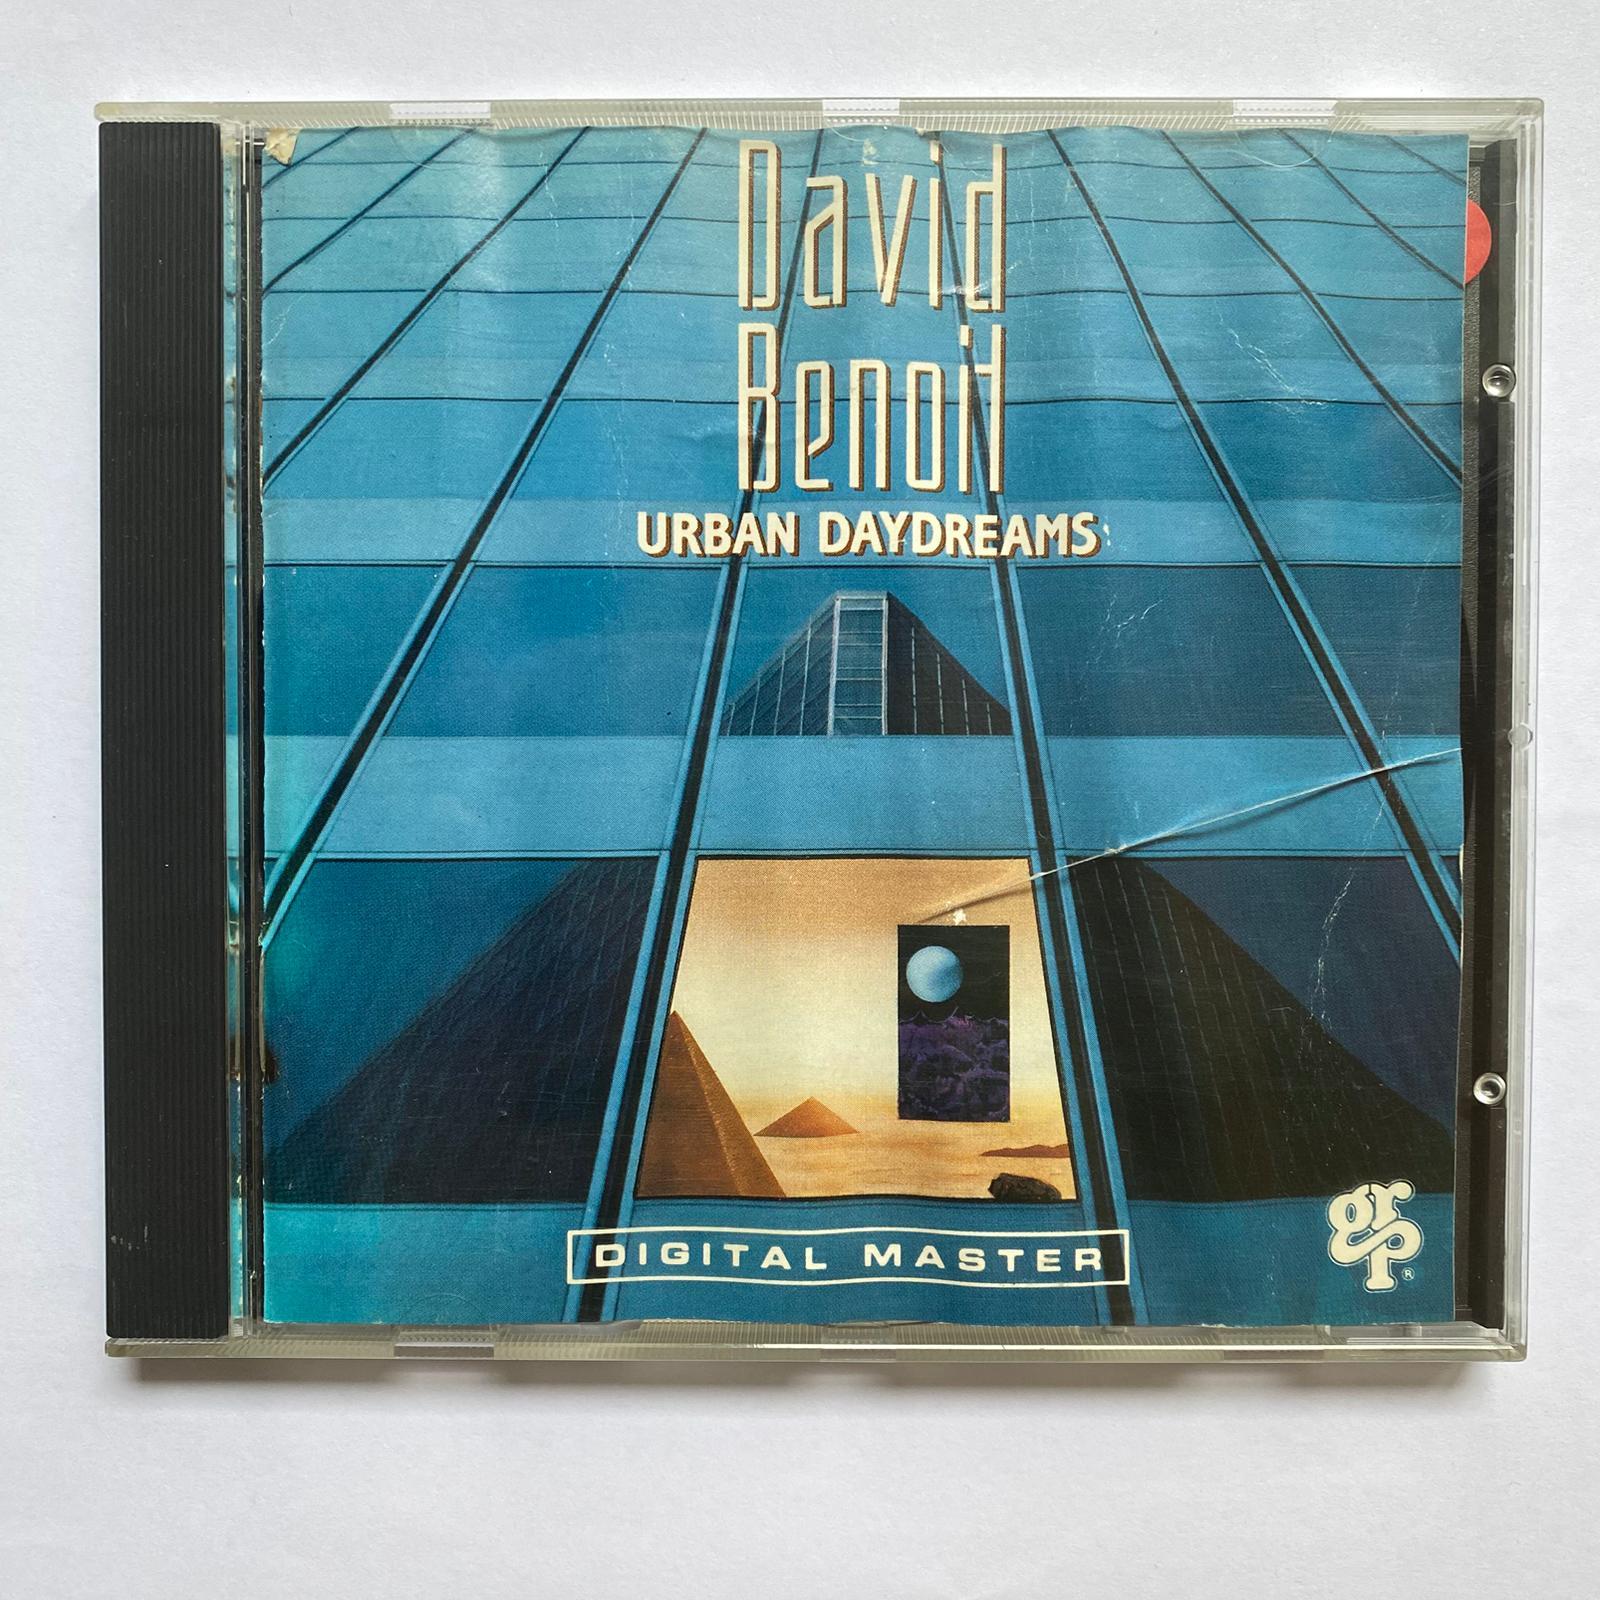 David
Benoit
URBAN DAYDREAMS
DIGITAL MASTER
grp
®